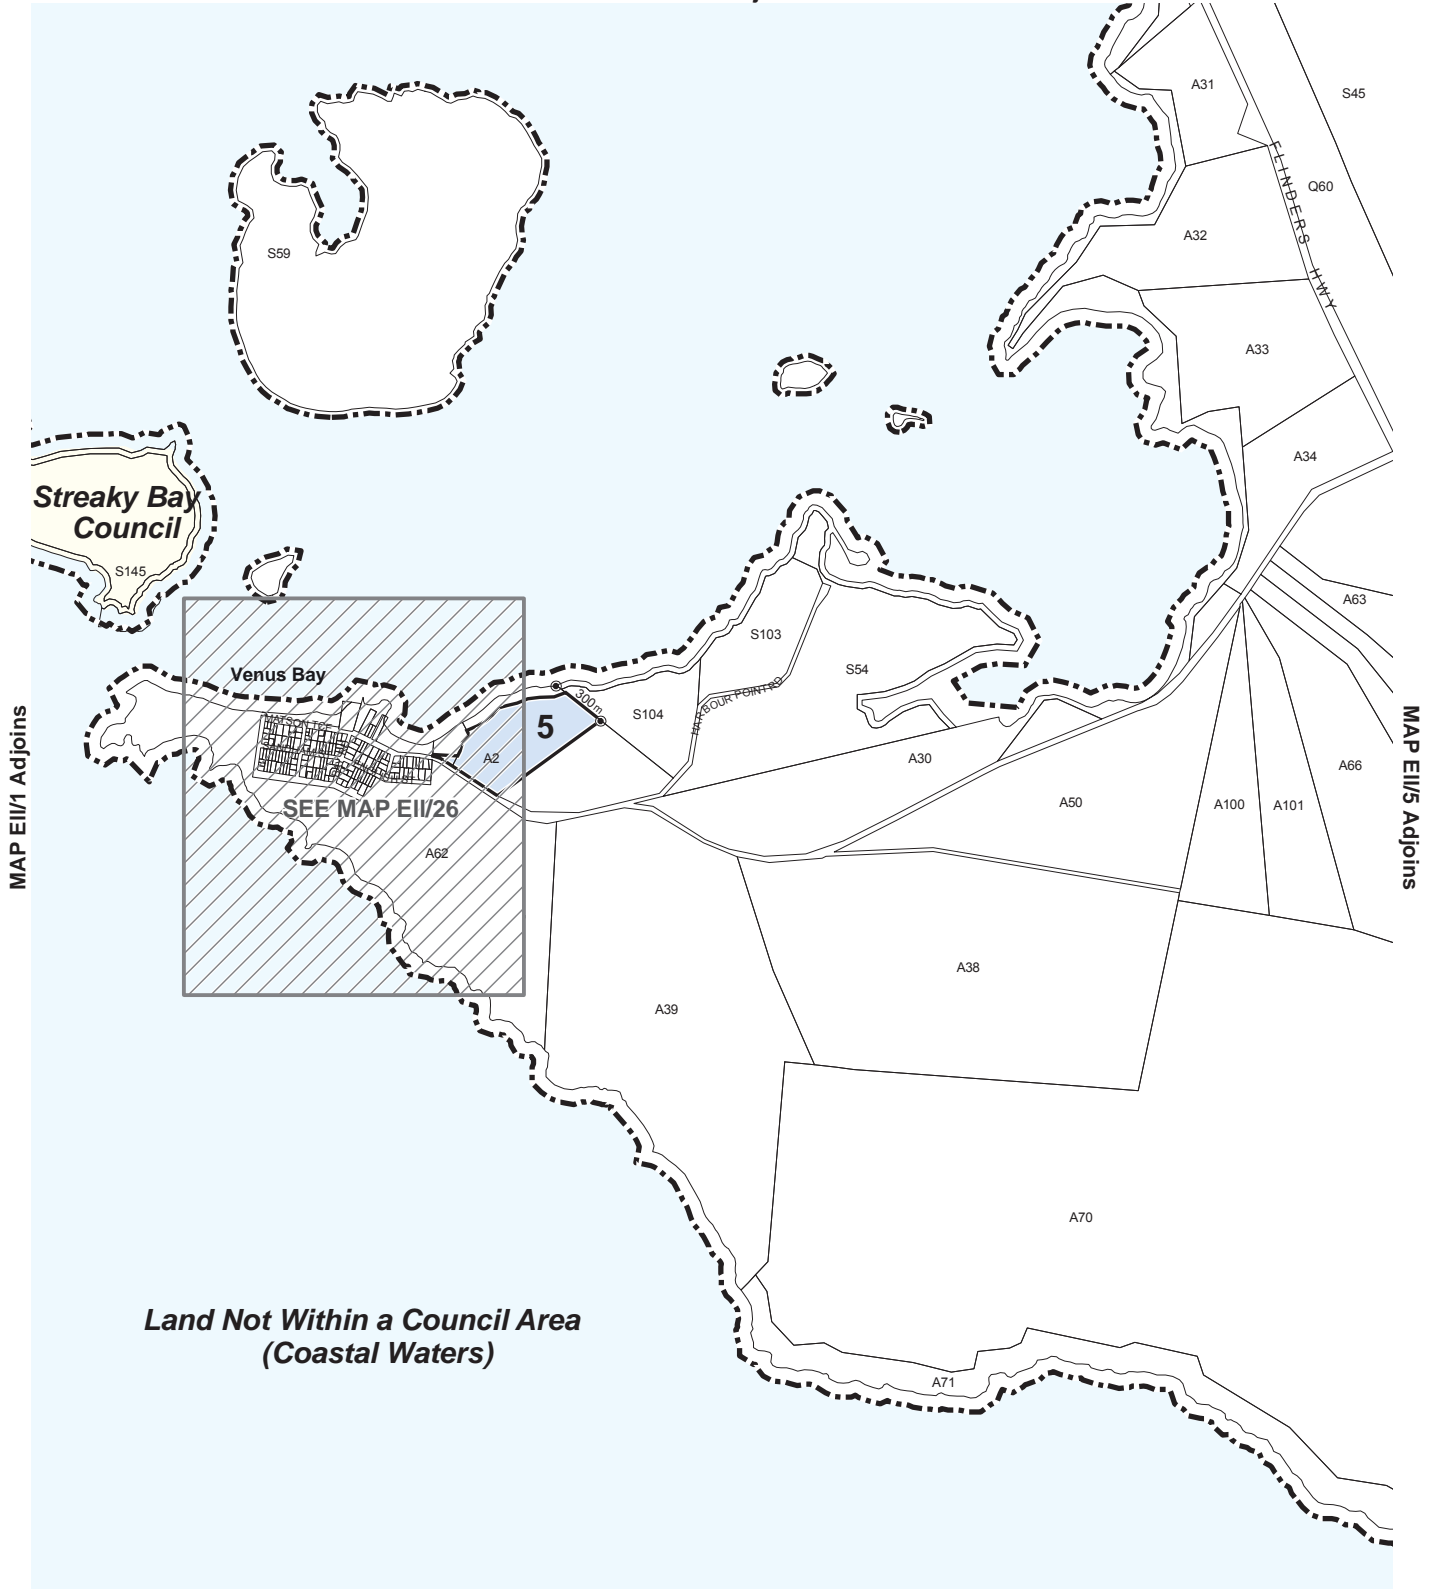 A31
S45
FLINDERS HWY
Q60
A32
S59
A33
A34
Streaky Bay
Council
S145
A63
S103
S54
Venus Bay
300m
S104
HARBOUR POINT RD
5
MATSON TCE
A2
A30
A66
MAP EII/1 Adjoins
MAP EII/5 Adjoins
SEE MAP EII/26
A50
A100
A101
A62
A38
A39
A70
Land Not Within a Council Area
(Coastal Waters)
A71